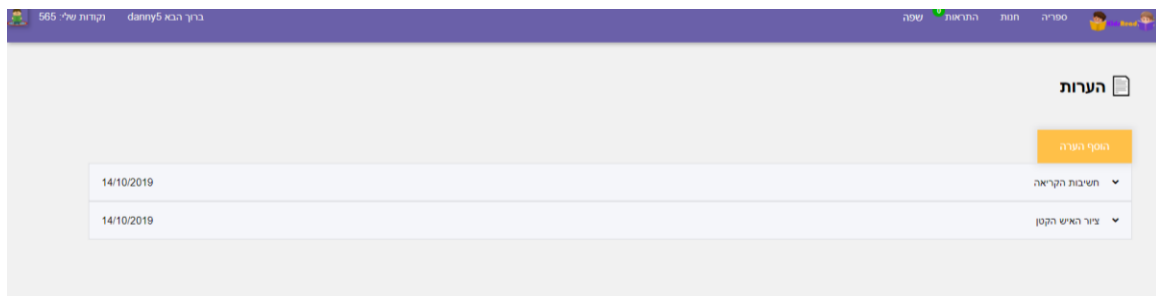 ספריה חנות התראות 0 שפה ברוך הבא danny5 נקודות שלי: 565
הערות
הוסף הערה
חשיבות הקריאה 14/10/2019
ציור האיש הקטן 14/10/2019